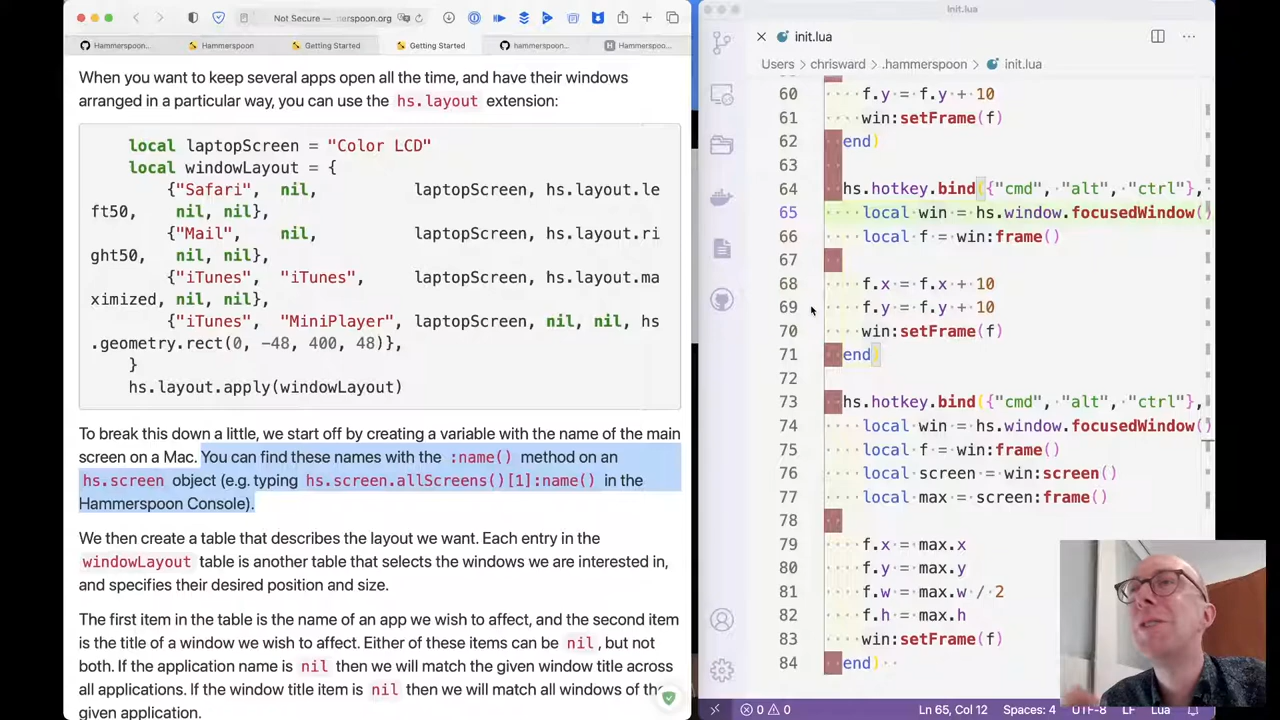 Not Secure — nerspoon.org
Hammerspoon...
Hammerspoon
Getting Started
Getting Started
hammerspoon...
Hammerspoo...
When you want to keep several apps open all the time, and have their windows
arranged in a particular way, you can use the hs.layout extension:
local laptopScreen = "Color LCD"
local windowLayout = {
{"Safari", nil, laptopScreen, hs.layout.le
ft50, nil, nil},
{"Mail", nil, laptopScreen, hs.layout.ri
ght50, nil, nil},
{"iTunes", "iTunes", laptopScreen, hs.layout.ma
ximized, nil, nil},
{"iTunes", "MiniPlayer", laptopScreen, nil, nil, hs
.geometry.rect(0, -48, 400, 48)},
}
hs.layout.apply(windowLayout)
To break this down a little, we start off by creating a variable with the name of the main
screen on a Mac. You can find these names with the :name() method on an
hs.screen object (e.g. typing hs.screen.allScreens()[1]:name() in the
Hammerspoon Console).
We then create a table that describes the layout we want. Each entry in the
windowLayout table is another table that selects the windows we are interested in,
and specifies their desired position and size.
The first item in the table is the name of an app we wish to affect, and the second item
is the title of a window we wish to affect. Either of these items can be nil, but not
both. If the application name is nil then we will match the given window title across
all applications. If the window title item is nil then we will match all windows of the
given application.
init.lua
init.lua
Users > chrisward > .hammerspoon > init.lua
60 f.y = f.y + 10
61 win:setFrame(f)
62 end)
63
64 hs.hotkey.bind({"cmd", "alt", "ctrl"},
65 local win = hs.window.focusedWindow()
66 local f = win:frame()
67
68 f.x = f.x + 10
69 f.y = f.y + 10
70 win:setFrame(f)
71 end)
72
73 hs.hotkey.bind({"cmd", "alt", "ctrl"},
74 local win = hs.window.focusedWindow()
75 local f = win:frame()
76 local screen = win:screen()
77 local max = screen:frame()
78
79 f.x = max.x
80 f.y = max.y
81 f.w = max.w / 2
82 f.h = max.h
83 win:setFrame(f)
84 end)
0 0 Ln 65, Col 12 Spaces: 4 UTF-8 LF Lua